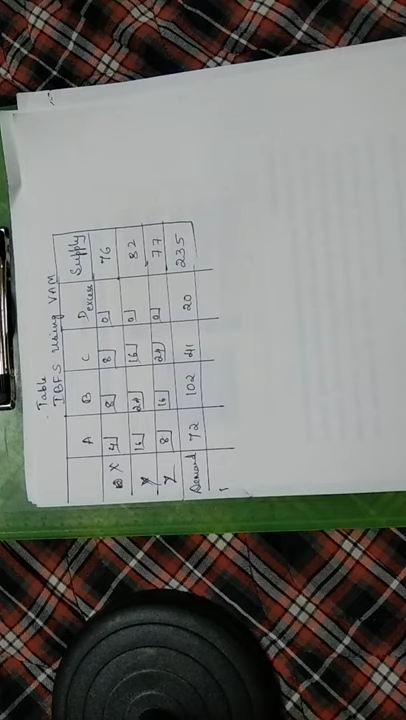 Table
IBFS using VAM
A B C Dexcess Supply
X 4 8 8 0 76
Y 16 24 16 0 82
Z 8 16 24 0 77
Demand 72 102 41 20 235